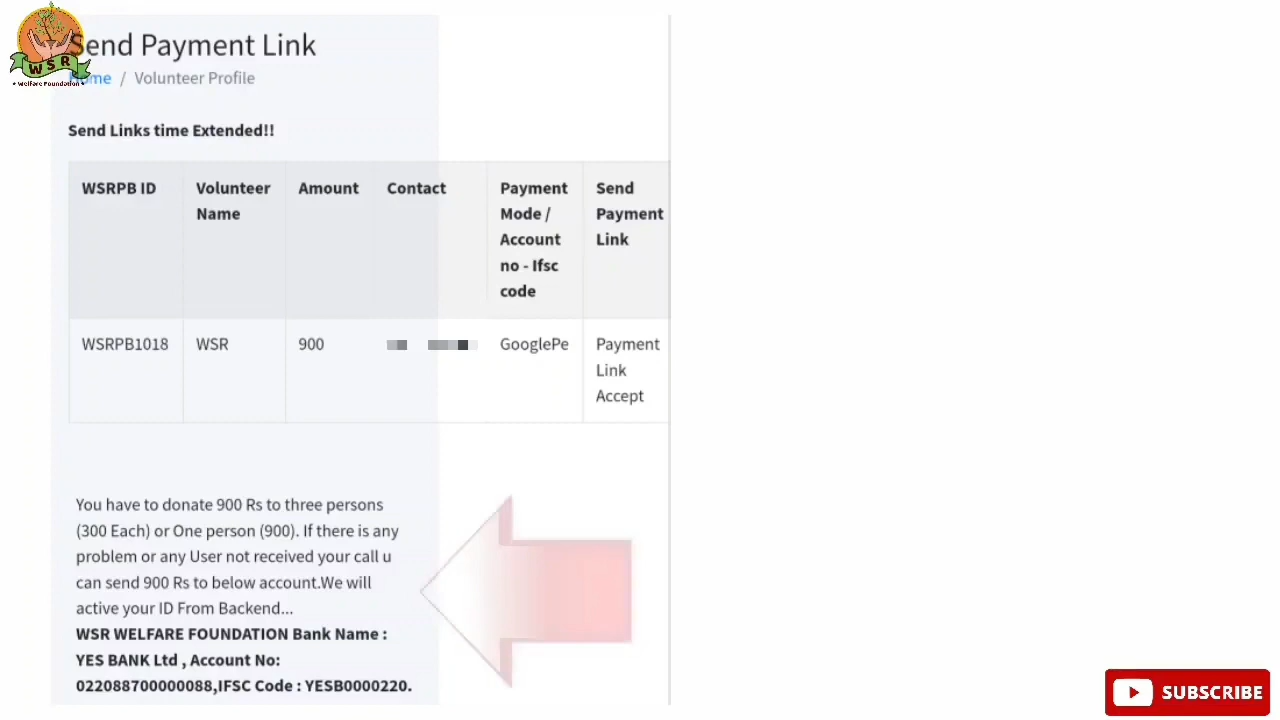 WSR
Welfare Foundation
Send Payment Link
Home / Volunteer Profile
Send Links time Extended!!
WSRPB ID
Volunteer
Name
Amount
Contact
Payment
Mode /
Account
no - Ifsc
code
Send
Payment
Link
WSRPB1018
WSR
900
GooglePe
Payment
Link
Accept
You have to donate 900 Rs to three persons
(300 Each) or One person (900). If there is any
problem or any User not received your call u
can send 900 Rs to below account.We will
active your ID From Backend...
WSR WELFARE FOUNDATION Bank Name :
YES BANK Ltd , Account No:
022088700000088,IFSC Code : YESB0000220.
SUBSCRIBE